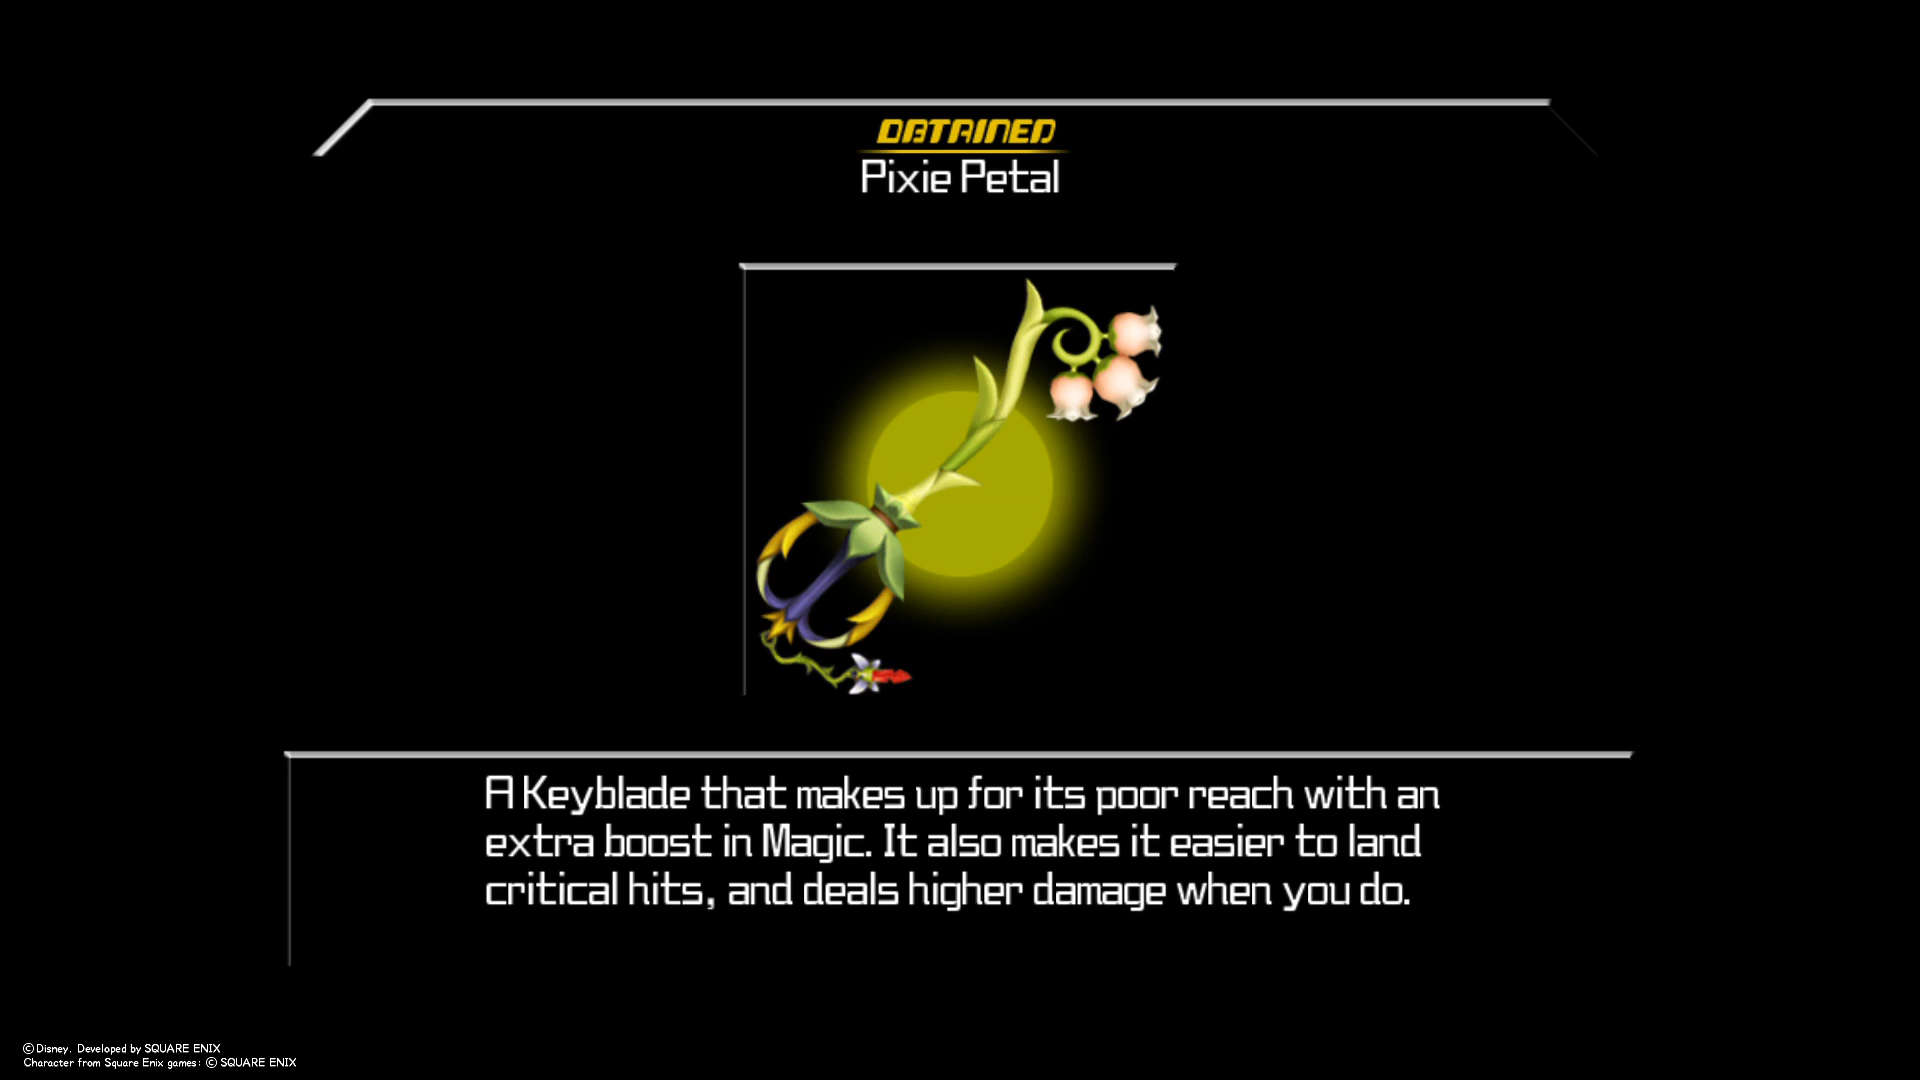 OBTAINED
Pixie Petal
A Keyblade that makes up for its poor reach with an
extra boost in Magic. It also makes it easier to land
critical hits, and deals higher damage when you do.
©Disney. Developed by SQUARE ENIX
Character from Square Enix games: © SQUARE ENIX